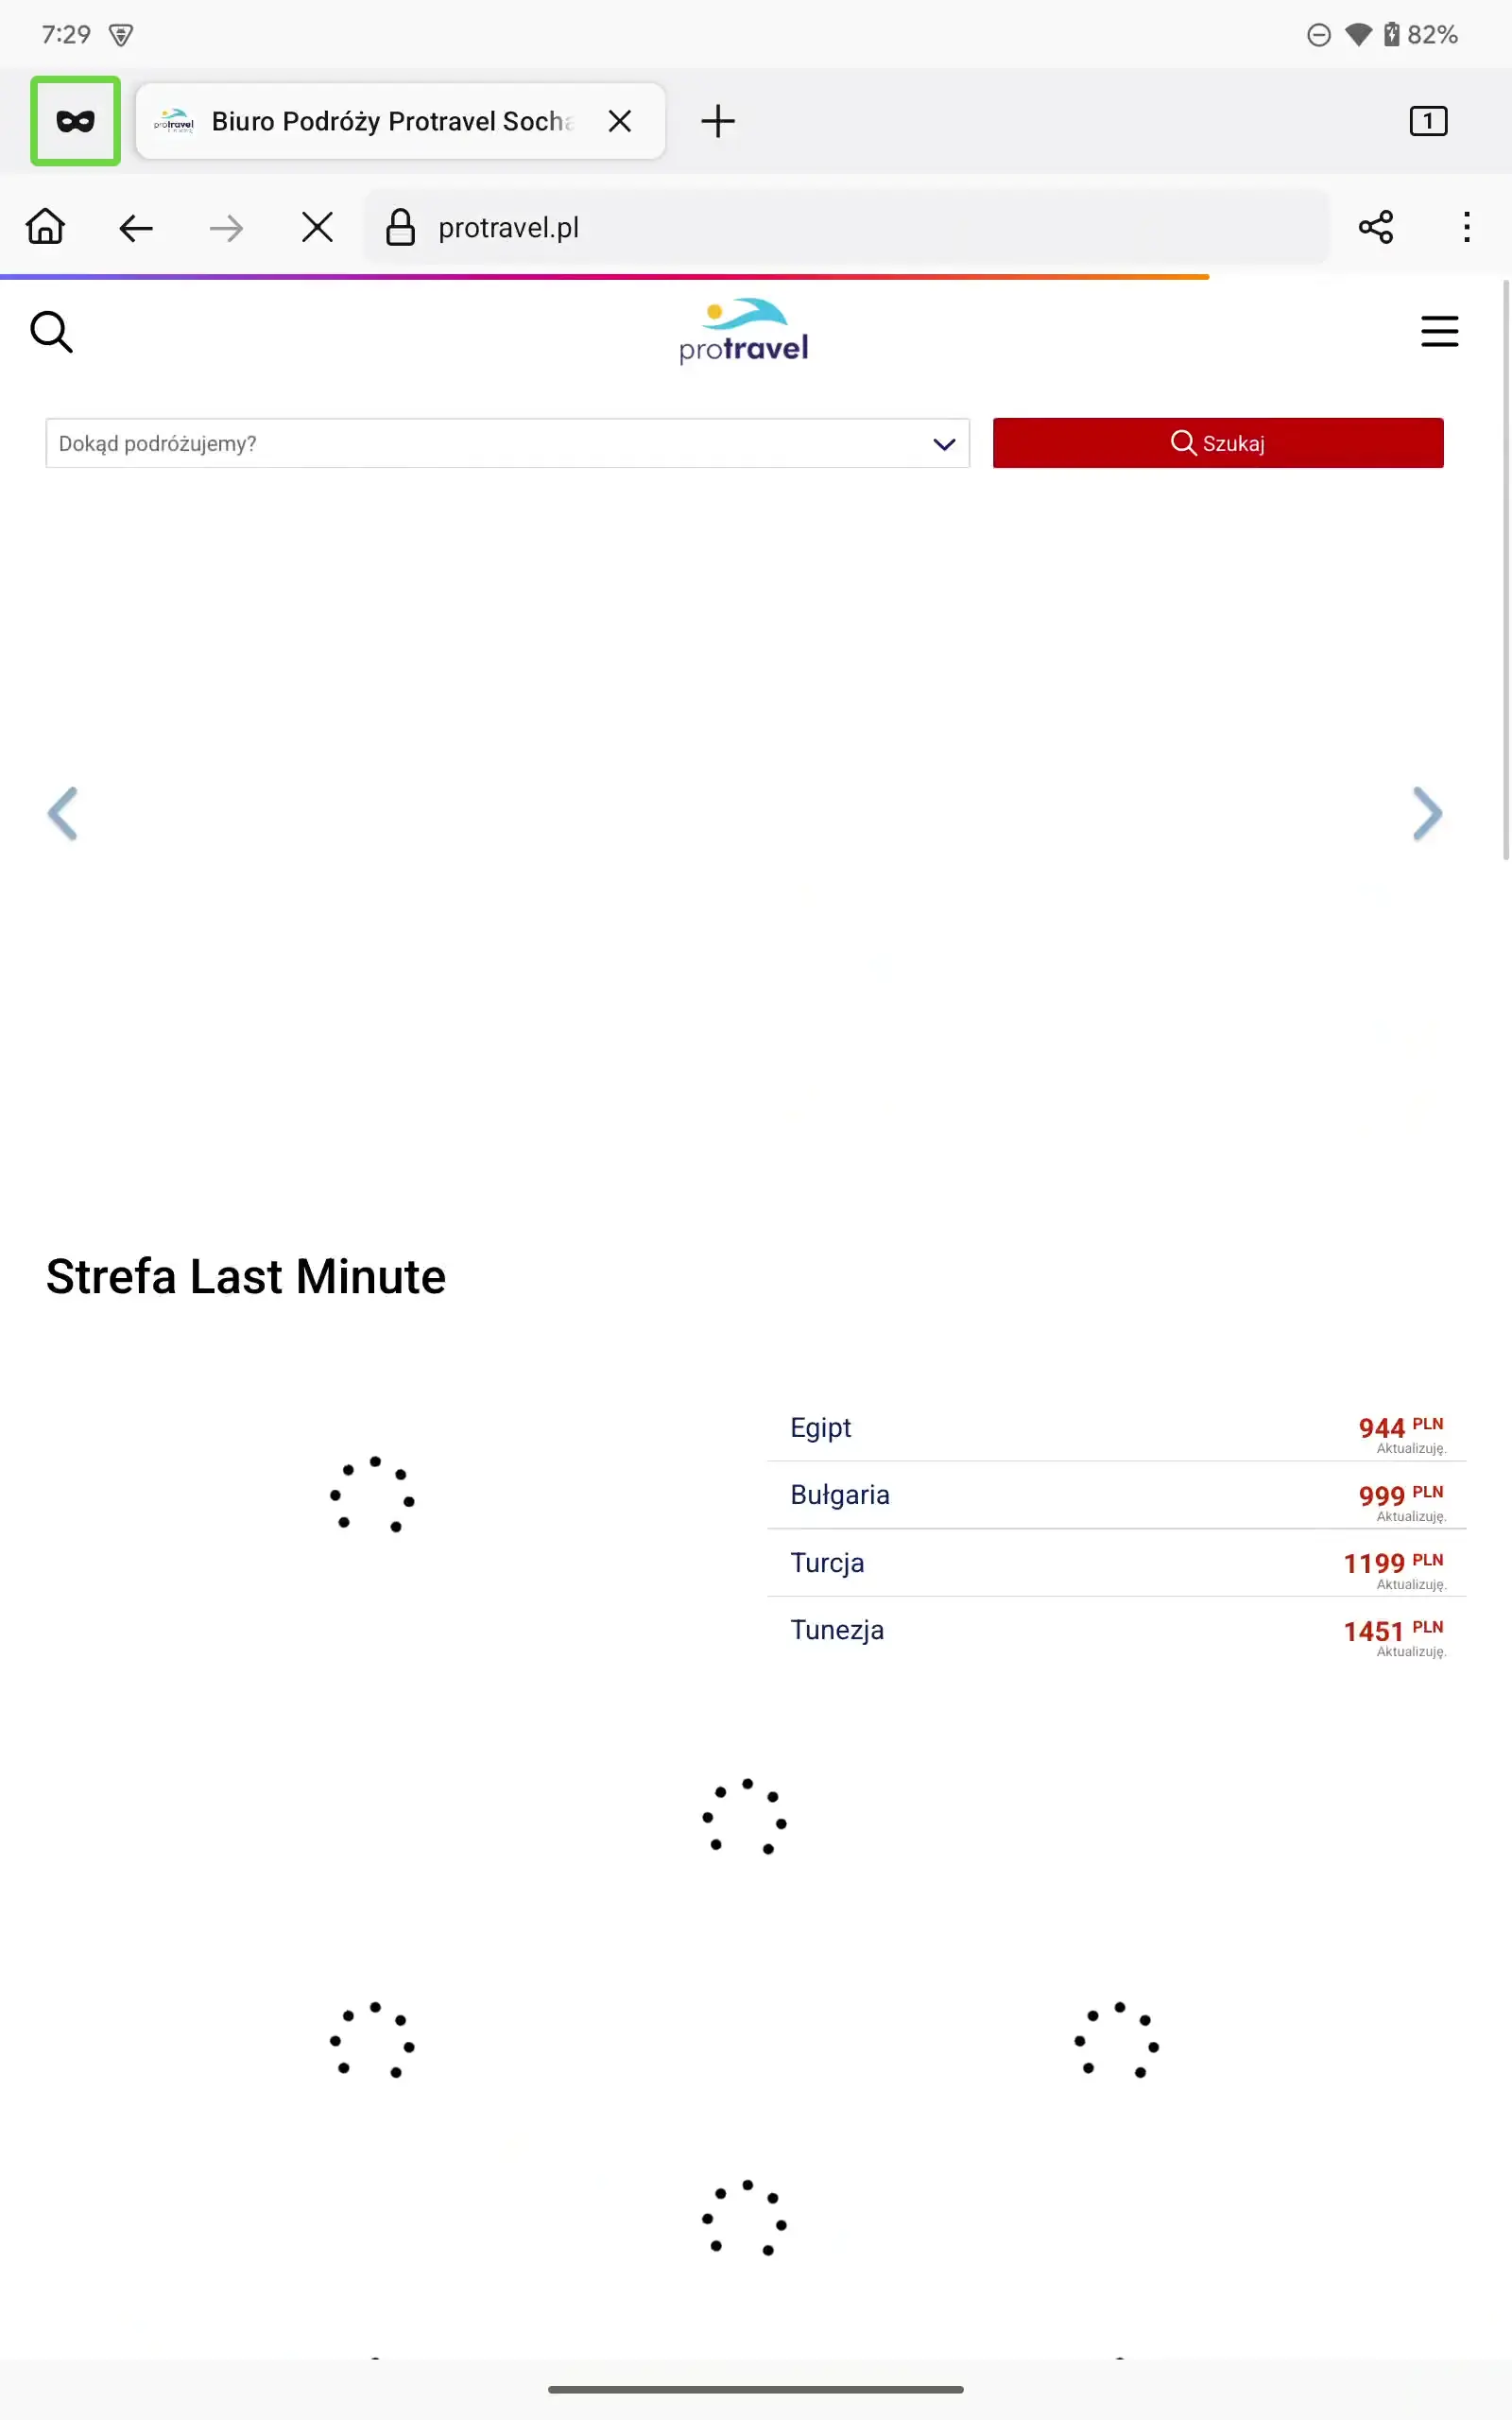 7:29
82%
Biuro Podróży Protravel Socha
1
protravel.pl
protravel
Dokąd podróżujemy?
Szukaj
Strefa Last Minute
Egipt
944 PLN
Aktualizuję.
Bułgaria
999 PLN
Aktualizuję.
Turcja
1199 PLN
Aktualizuję.
Tunezja
1451 PLN
Aktualizuję.